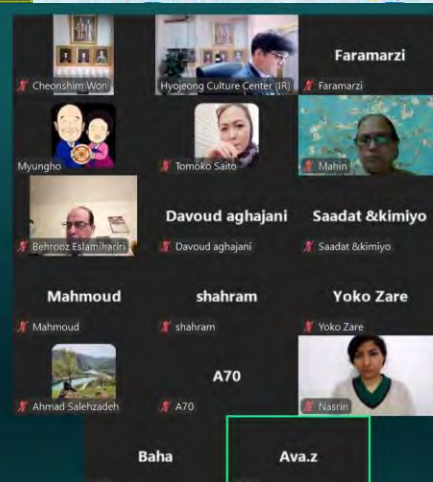 Cheonshim Won
Hyojeong Culture Center (IR)
Faramarzi
Faramarzi
Myungho
Tomoko Saito
Mahin
Behrooz Eslamihariri
Davoud aghajani
Davoud aghajani
Saadat &kimiyo
Saadat &kimiyo
Mahmoud
Mahmoud
shahram
shahram
Yoko Zare
Yoko Zare
Ahmad Salehzadeh
A70
A70
Nasrin
Baha
Ava.z